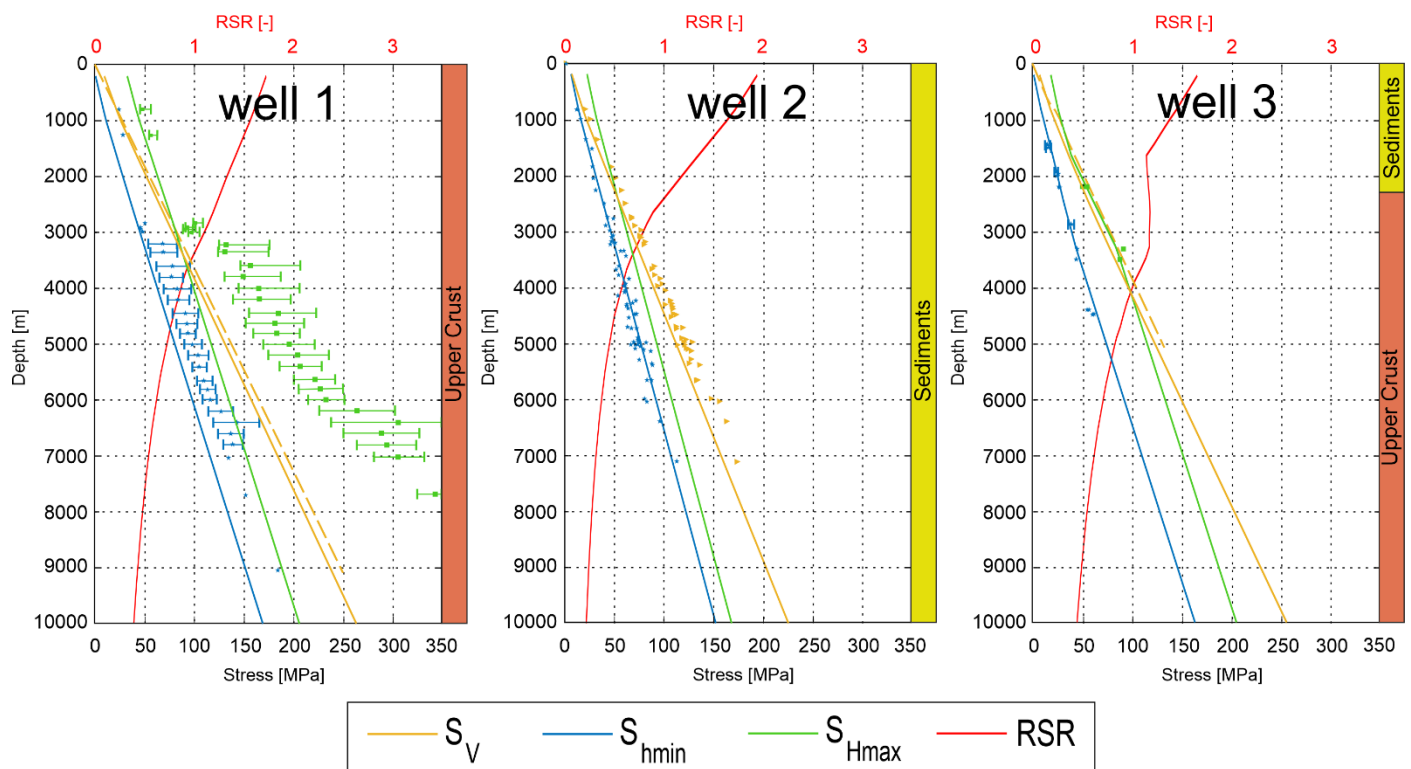 RSR [-]
0 1 2 3
well 1
0
1000
2000
3000
4000
5000
6000
7000
8000
9000
10000
Depth [m]
0 50 100 150 200 250 300 350
Stress [MPa]
Upper Crust
RSR [-]
0 1 2 3
well 2
0
1000
2000
3000
4000
5000
6000
7000
8000
9000
10000
Depth [m]
0 50 100 150 200 250 300 350
Stress [MPa]
Sediments
RSR [-]
0 1 2 3
well 3
0
1000
2000
3000
4000
5000
6000
7000
8000
9000
10000
Depth [m]
0 50 100 150 200 250 300 350
Stress [MPa]
Sediments
Upper Crust
SV Shmin SHmax RSR